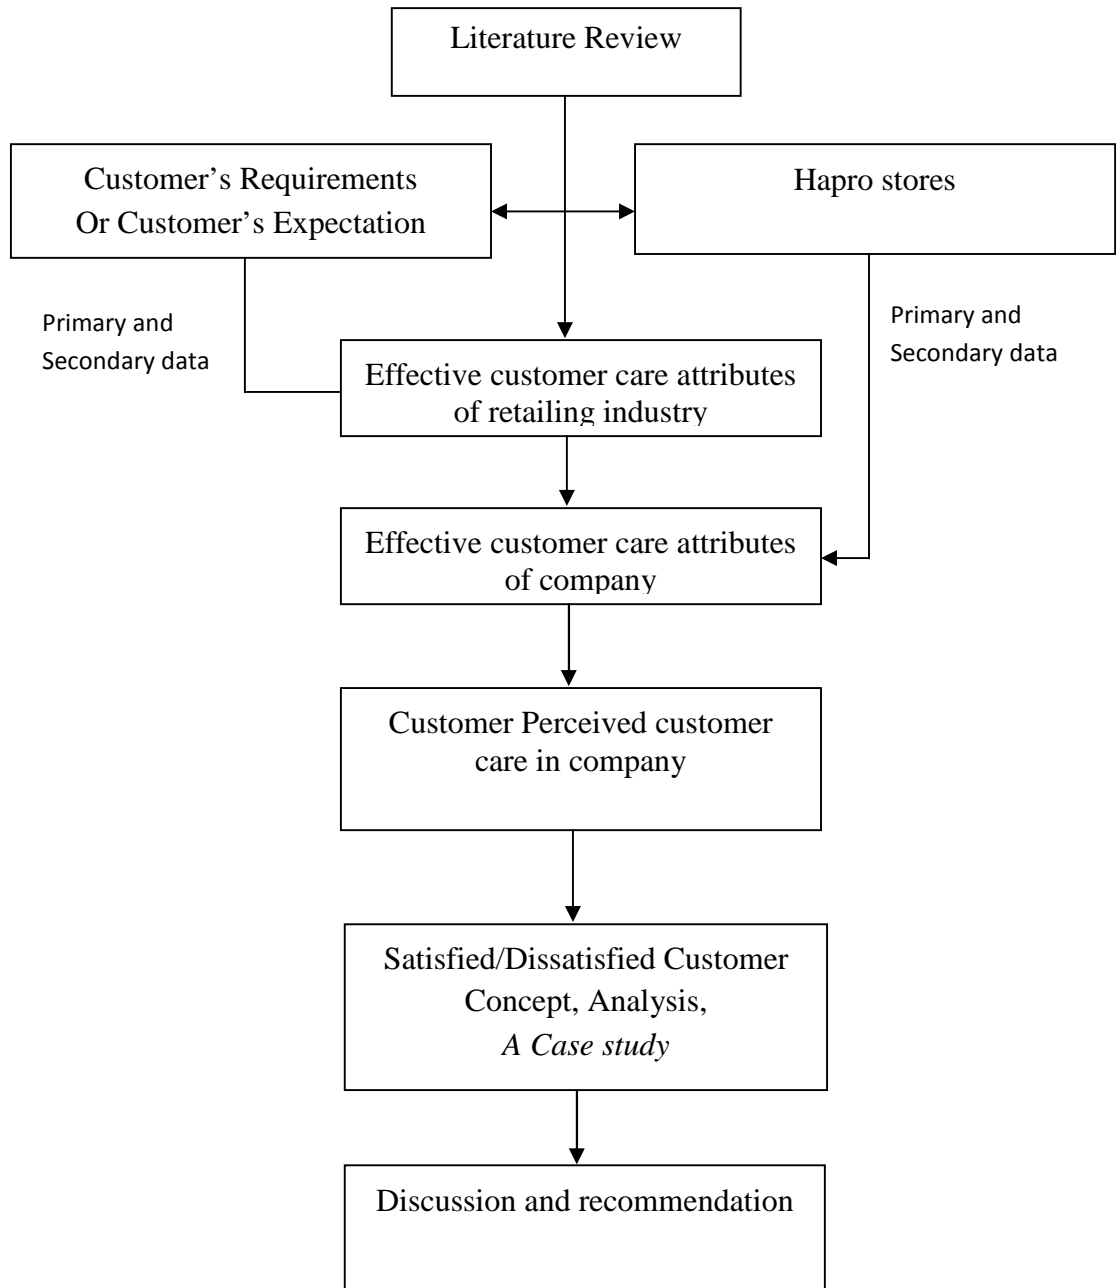 Literature Review
Customer’s Requirements
Or Customer’s Expectation
Hapro stores
Primary and
Secondary data
Primary and
Secondary data
Effective customer care attributes
of retailing industry
Effective customer care attributes
of company
Customer Perceived customer
care in company
Satisfied/Dissatisfied Customer
Concept, Analysis,
A Case study
Discussion and recommendation